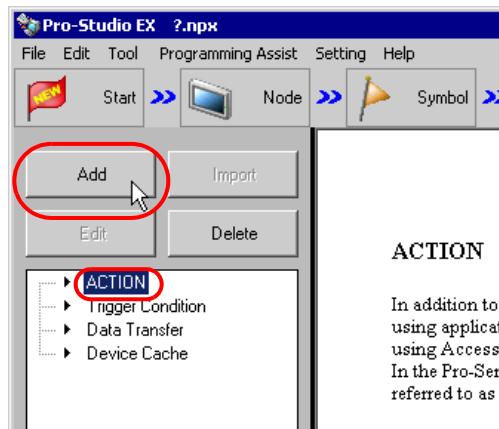 Pro-Studio EX ?.npx
File Edit Tool Programming Assist Setting Help
NEW Start Node Symbol
Add Import
Edit Delete
ACTION
Trigger Condition
Data Transfer
Device Cache
ACTION
In addition to
using applicat
using Access
In the Pro-Ser
referred to as